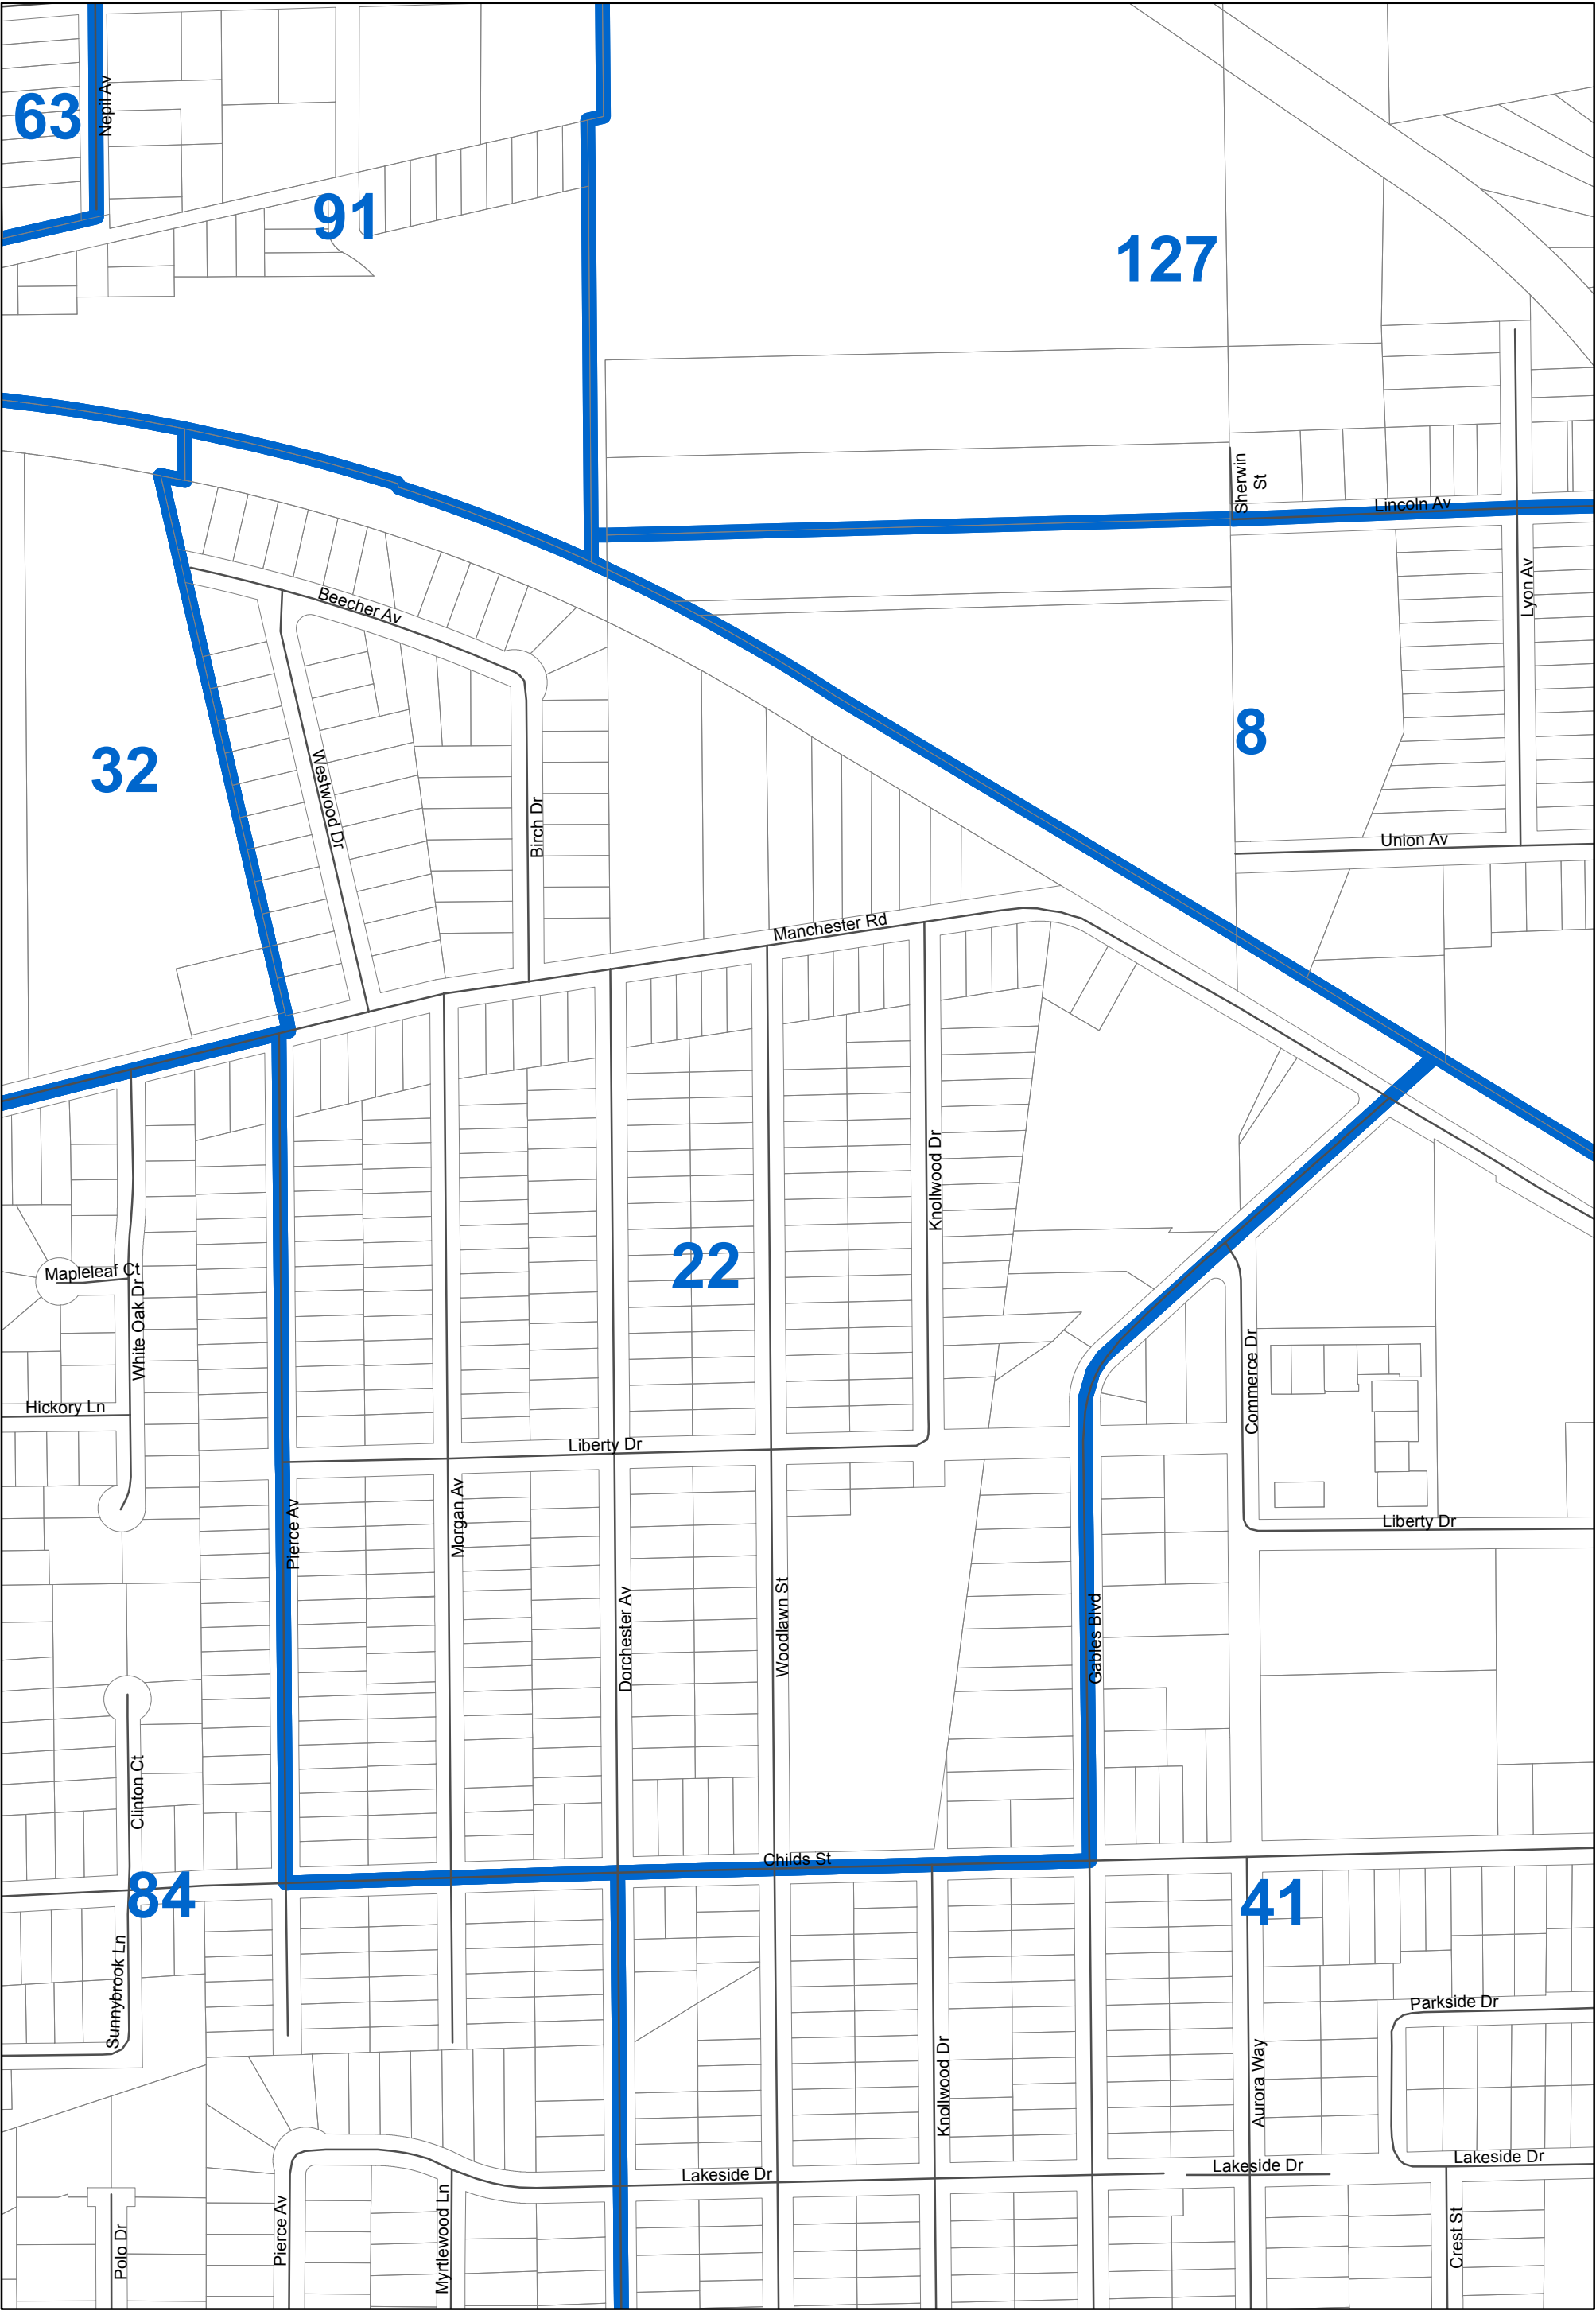 Nepil Av
63
91
127
Sherwin
St
Lincoln Av
Lyon Av
Beecher Av
8
32
Westwood Dr
Birch Dr
Union Av
Manchester Rd
Knollwood Dr
22
Mapleleaf Ct
White Oak Dr
Commerce Dr
Hickory Ln
Liberty Dr
Pierce Av
Morgan Av
Liberty Dr
Dorchester Av
Woodlawn St
Gables Blvd
Clinton Ct
Childs St
84
41
Sunnybrook Ln
Parkside Dr
Knollwood Dr
Aurora Way
Lakeside Dr
Lakeside Dr
Lakeside Dr
Polo Dr
Pierce Av
Myrtlewood Ln
Crest St